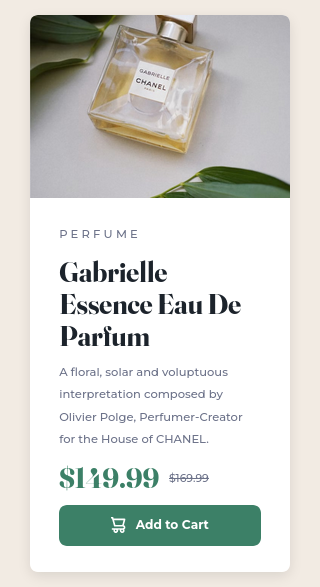 GABRIELLE
CHANEL
PARIS
PERFUME
Gabrielle
Essence Eau De
Parfum
A floral, solar and voluptuous
interpretation composed by
Olivier Polge, Perfumer-Creator
for the House of CHANEL.
$149.99 $169.99
Add to Cart